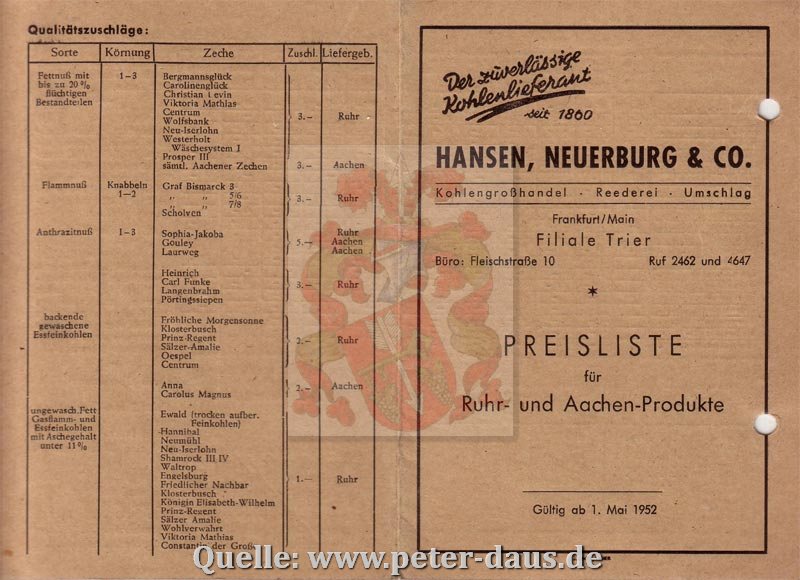 Qualitätszuschläge:
Sorte Körnung Zeche Zuschl. Liefergeb.
Fettnuß mit 1–3 Bergmannsglück
bis zu 20% Carolinenglück
flüchtigen Christian Levin
Bestandteilen Viktoria Mathias
Centrum
Wolfsbank 3.– Ruhr
Neu-Iserlohn
Westerholt
Wäschesystem I
Prosper III
sämtl. Aachener Zechen 3.– Aachen
Flammnuß Knabbeln Graf Bismarck 3
1–2 „ „ 5/6
„ „ 7/8 3.– Ruhr
Scholven
Anthrazitnuß 1–3 Sophia-Jakoba Ruhr
Gouley 5.– Aachen
Laurweg Aachen
Heinrich
Carl Funke 3.– Ruhr
Langenbrahm
Pörtingssiepen
backende Fröhliche Morgensonne
gewaschene Klosterbusch
Essfeinkohlen Prinz-Regent
Sälzer-Amalie 2.– Ruhr
Oespel
Centrum
Anna 2.– Aachen
Carolus Magnus
ungewasch. Fett Ewald (trocken aufber.
Gasflamm- und Feinkohlen)
Essfeinkohlen Hannibal
mit Aschegehalt Neumühl
unter 11% Neu-Iserlohn
Shamrock III IV
Waltrop
Engelsburg 1.– Ruhr
Friedlicher Nachbar
Klosterbusch
Königin Elisabeth-Wilhelm
Prinz-Regent
Sälzer Amalie
Wohlverwahrt
Viktoria Mathias
Constantin der Große
Der zuverlässige
Kohlenlieferant
seit 1860
HANSEN, NEUERBURG & CO.
Kohlengroßhandel · Reederei · Umschlag
Frankfurt/Main
Filiale Trier
Büro: Fleischstraße 10 Ruf 2462 und 4647
*
PREISLISTE
für
Ruhr- und Aachen-Produkte
Gültig ab 1. Mai 1952
Quelle: www.peter-daus.de